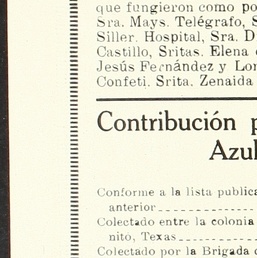 que fungieron como po
Sra. Mays. Telégrafo, S
Siller. Hospital, Sra. D
Castillo, Sritas. Elena
Jesús Fernández y Lor
Confeti. Srita. Zenaida
Contribución p
Azul
Conforme a la lista publica
anterior
Colectado entre la colonia
nito, Texas
Colectado por la Brigada